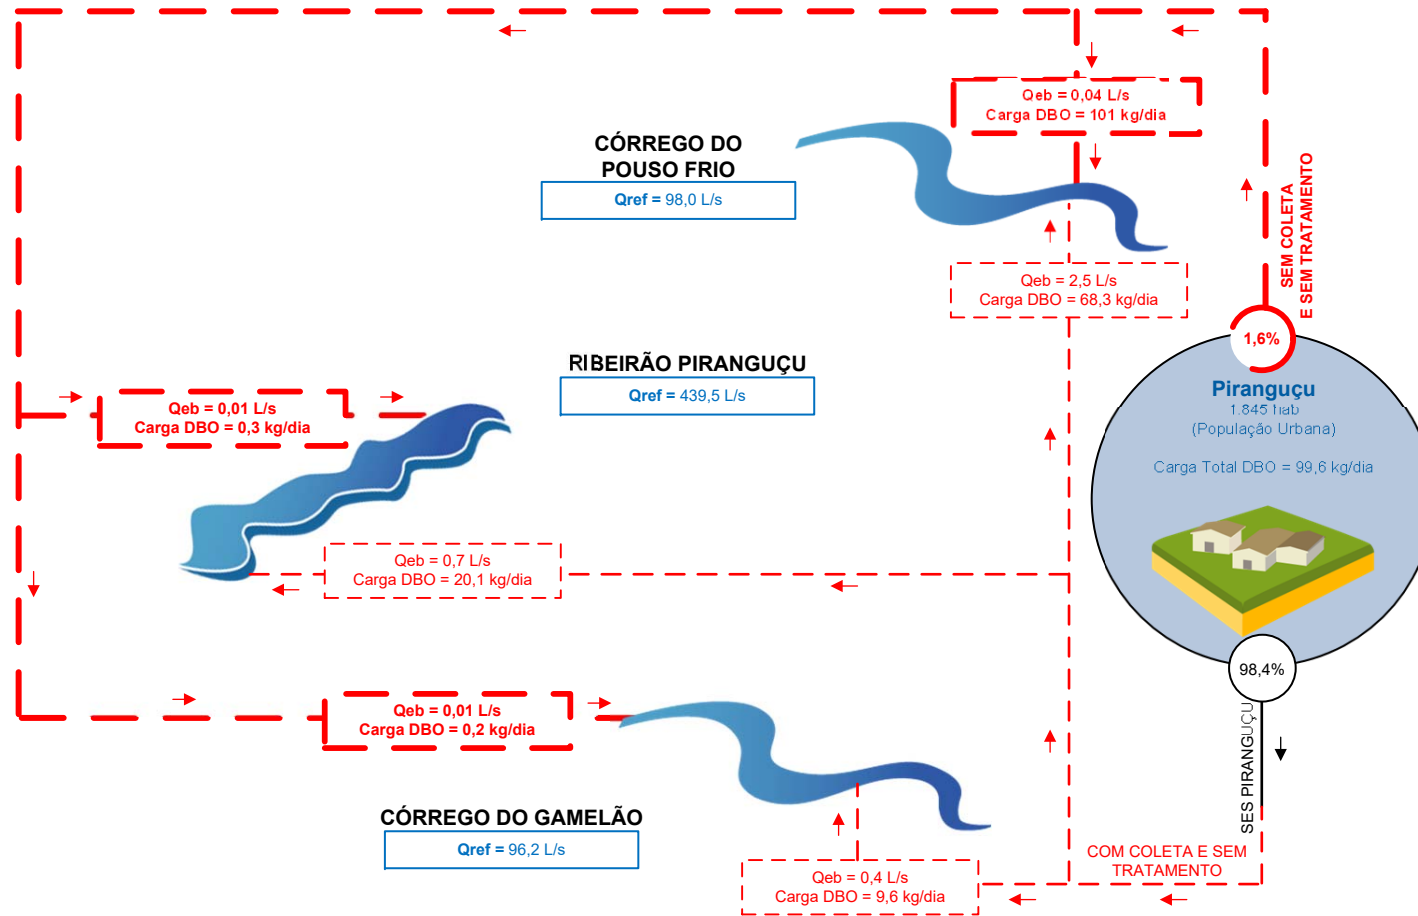 Qeb = 0,04 L/s
Carga DBO = 101 kg/dia
CÓRREGO DO
POUSO FRIO
Qref = 98,0 L/s
SEM COLETA
E SEM TRATAMENTO
Qeb = 2,5 L/s
Carga DBO = 68,3 kg/dia
1,6%
RIBEIRÃO PIRANGUÇU
Qref = 439,5 L/s
Qeb = 0,01 L/s
Carga DBO = 0,3 kg/dia
Piranguçu
1.845 hab
(População Urbana)
Carga Total DBO = 99,6 kg/dia
Qeb = 0,7 L/s
Carga DBO = 20,1 kg/dia
98,4%
Qeb = 0,01 L/s
Carga DBO = 0,2 kg/dia
SES PIRANGUÇU
CÓRREGO DO GAMELÃO
Qref = 96,2 L/s
COM COLETA E SEM
TRATAMENTO
Qeb = 0,4 L/s
Carga DBO = 9,6 kg/dia